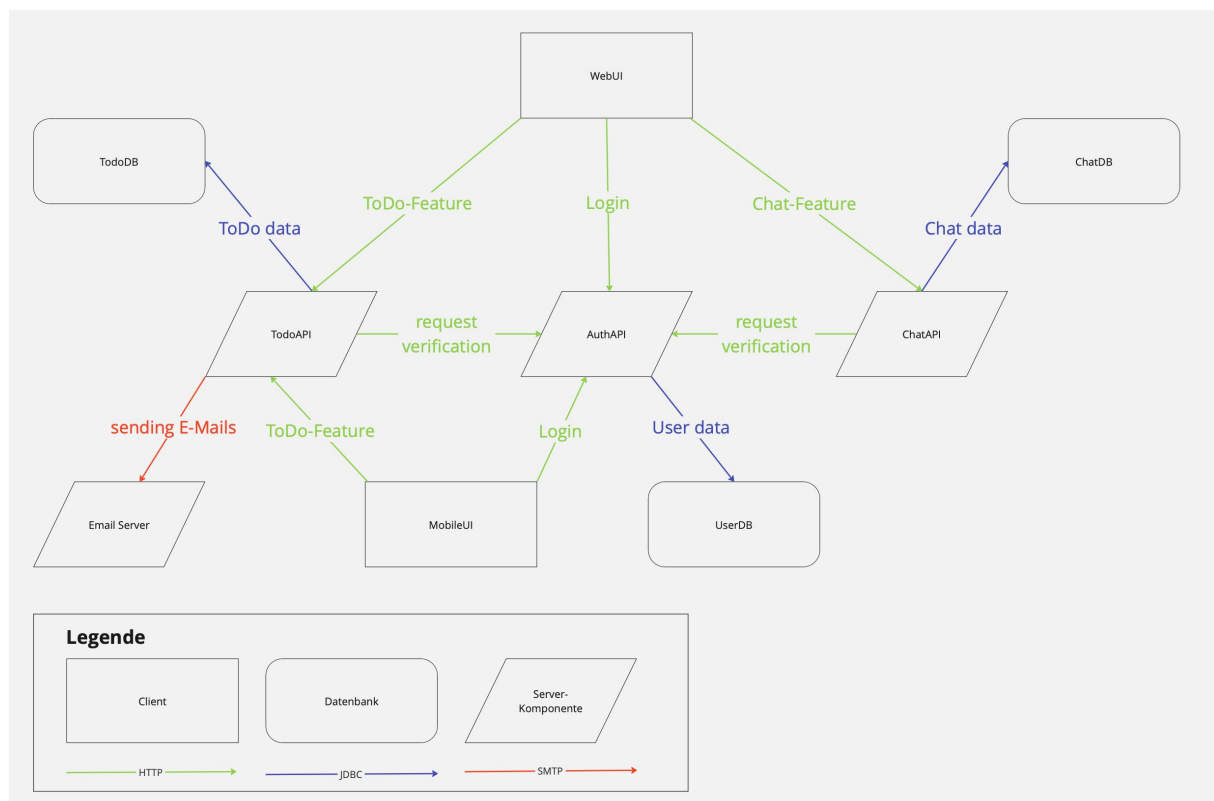 WebUI
TodoDB
ChatDB
ToDo-Feature
Login
Chat-Feature
ToDo data
Chat data
TodoAPI
request
verification
AuthAPI
request
verification
ChatAPI
sending E-Mails
ToDo-Feature
Login
User data
Email Server
MobileUI
UserDB
Legende
Client
Datenbank
Server-
Komponente
HTTP
JDBC
SMTP